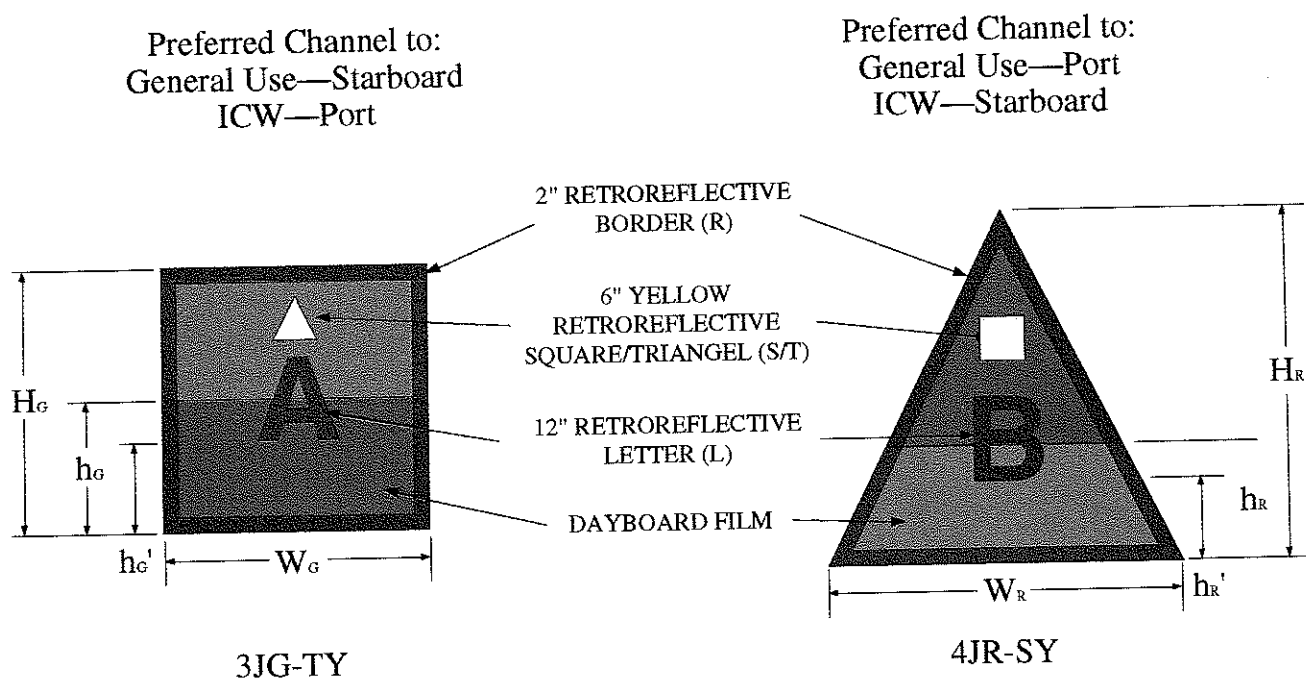 Preferred Channel to:
General Use—Starboard
ICW—Port
Preferred Channel to:
General Use—Port
ICW—Starboard
2" RETROREFLECTIVE
BORDER (R)
6" YELLOW
RETROREFLECTIVE
SQUARE/TRIANGEL (S/T)
12" RETROREFLECTIVE
LETTER (L)
DAYBOARD FILM
A
HG
hG
hG'
WG
3JG-TY
B
HR
hR
hR'
WR
4JR-SY